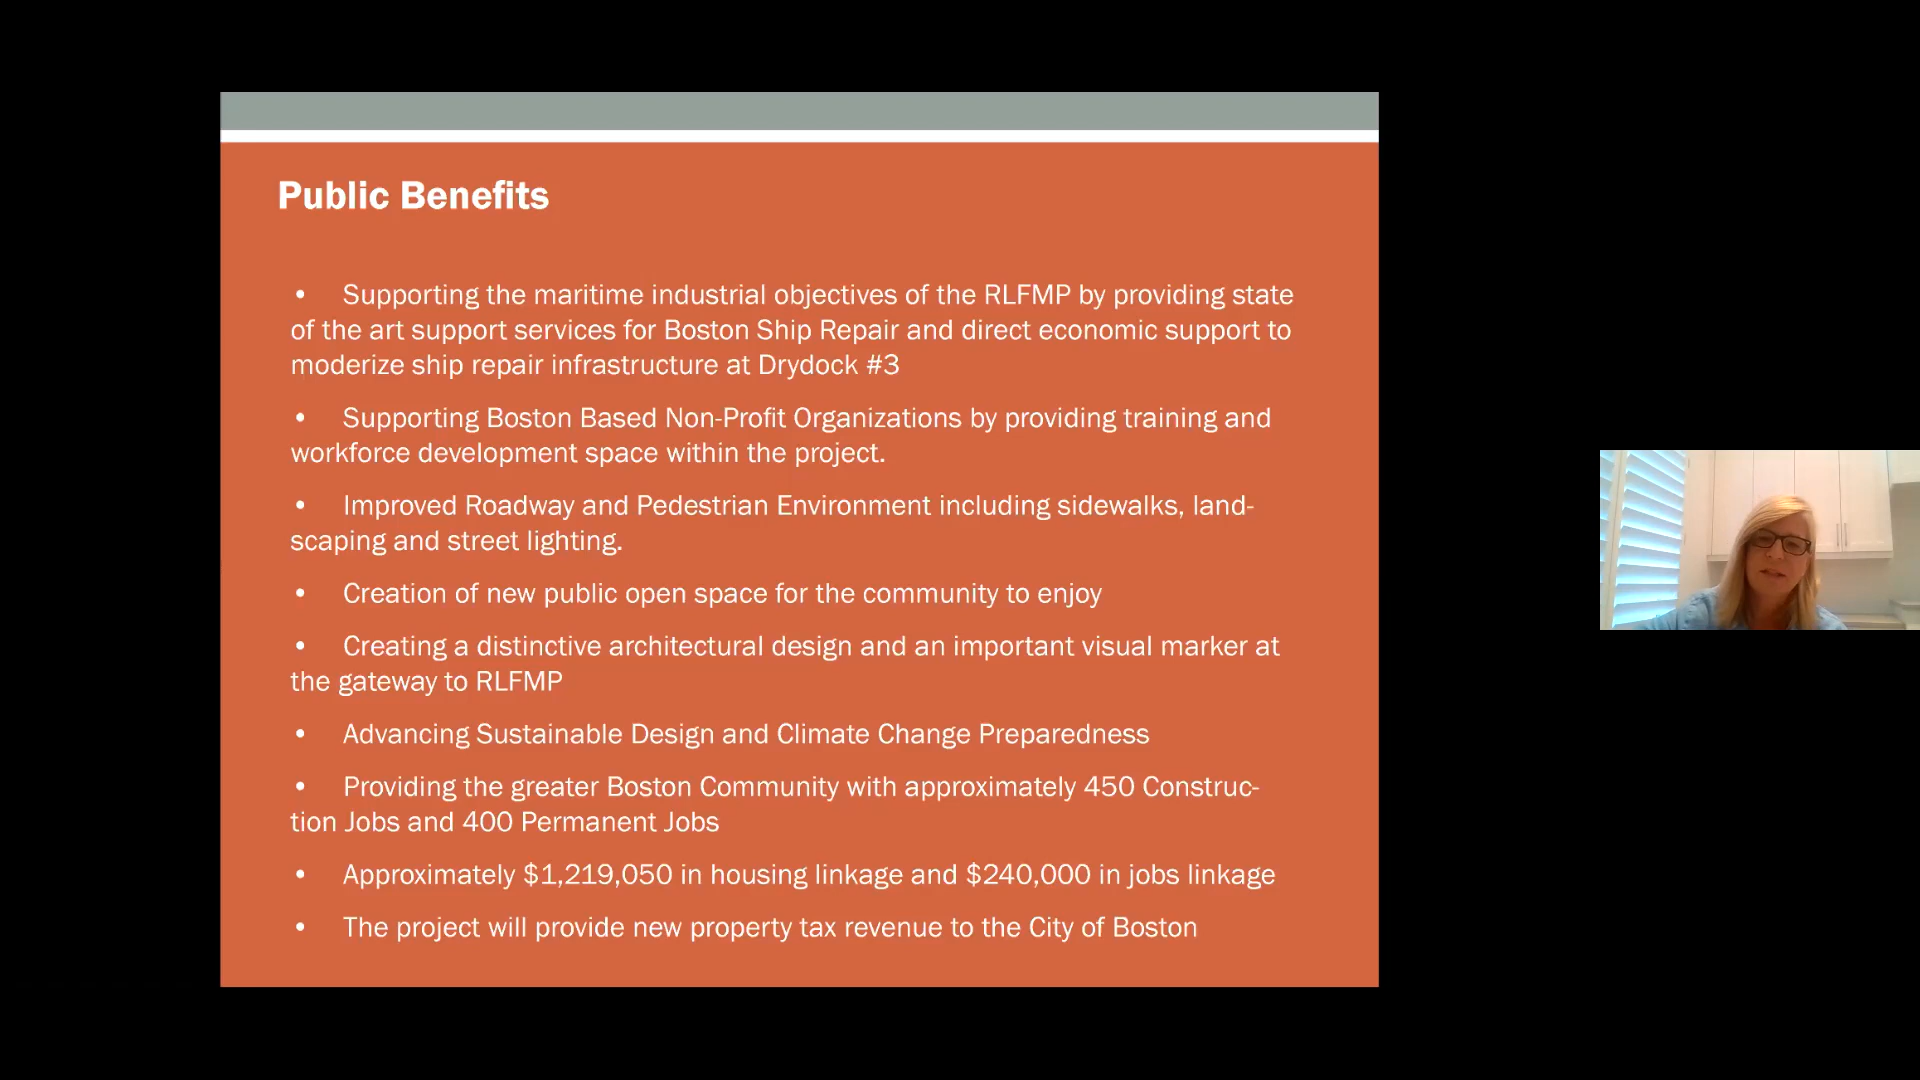 Public Benefits
• Supporting the maritime industrial objectives of the RLFMP by providing state
of the art support services for Boston Ship Repair and direct economic support to
moderize ship repair infrastructure at Drydock #3
• Supporting Boston Based Non-Profit Organizations by providing training and
workforce development space within the project.
• Improved Roadway and Pedestrian Environment including sidewalks, land-
scaping and street lighting.
• Creation of new public open space for the community to enjoy
• Creating a distinctive architectural design and an important visual marker at
the gateway to RLFMP
• Advancing Sustainable Design and Climate Change Preparedness
• Providing the greater Boston Community with approximately 450 Construc-
tion Jobs and 400 Permanent Jobs
• Approximately $1,219,050 in housing linkage and $240,000 in jobs linkage
• The project will provide new property tax revenue to the City of Boston